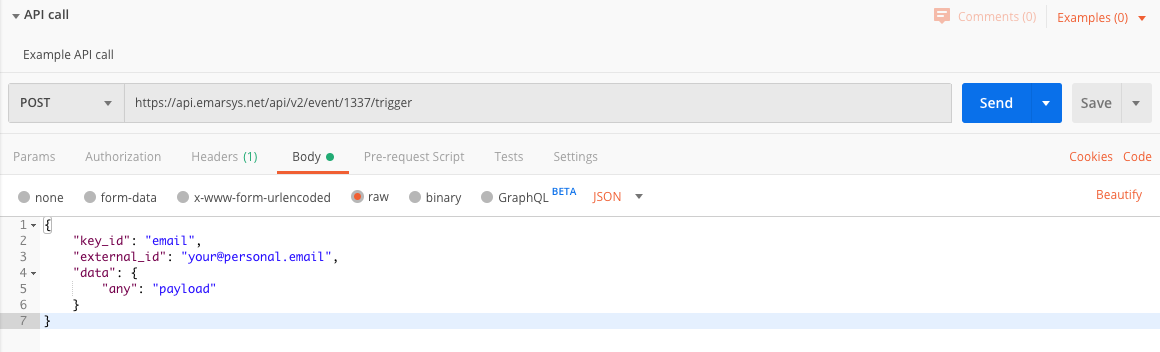 API call Comments (0) Examples (0)
Example API call
POST https://api.emarsys.net/api/v2/event/1337/trigger Send Save
Params Authorization Headers (1) Body Pre-request Script Tests Settings Cookies Code
none form-data x-www-form-urlencoded raw binary GraphQL BETA JSON Beautify
1 {
2 "key_id": "email",
3 "external_id": "your@personal.email",
4 "data": {
5 "any": "payload"
6 }
7 }